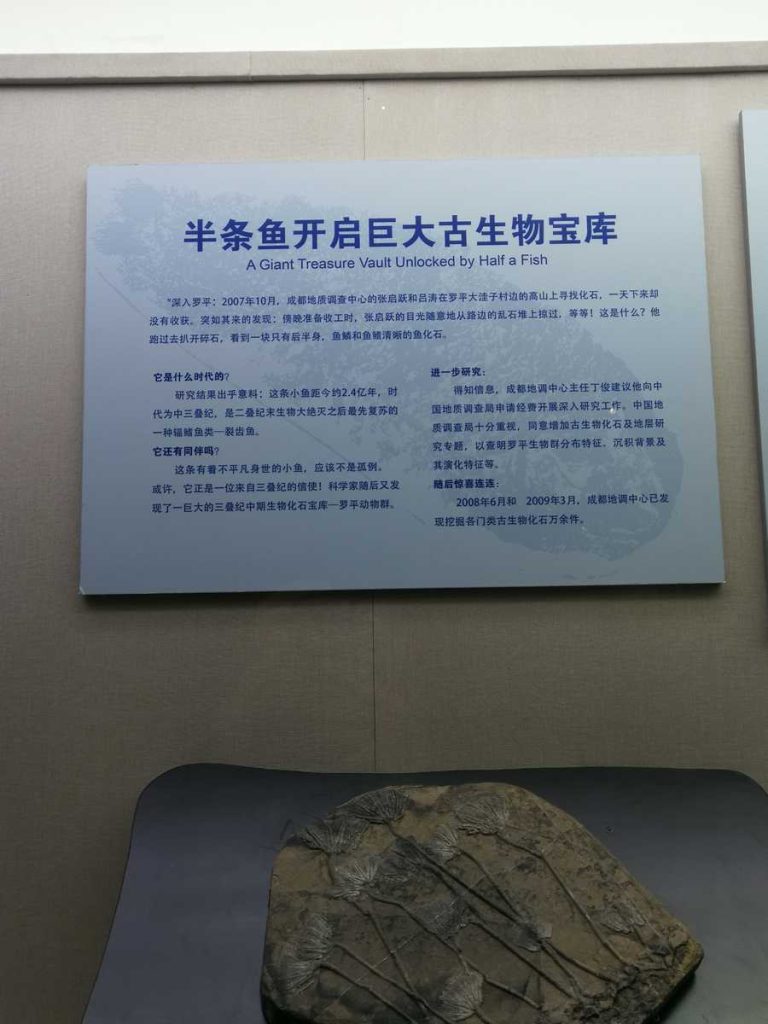 半条鱼开启巨大古生物宝库
A Giant Treasure Vault Unlocked by Half a Fish
“深入罗平：2007年10月，成都地质调查中心的张启跃和吕涛在罗平大洼子村边的高山上寻找化石，一天下来却
没有收获。突如其来的发现：傍晚准备收工时，张启跃的目光随意地从路边的乱石堆上掠过，等等！这是什么？他
跑过去扒开碎石，看到一块只有后半身，鱼鳞和鱼鳍清晰的鱼化石。
它是什么时代的？
研究结果出乎意料：这条小鱼距今约2.4亿年，时
代为中三叠纪，是二叠纪末生物大绝灭之后最先复苏的
一种辐鳍鱼类—裂齿鱼。
它还有同伴吗？
这条有着不平凡身世的小鱼，应该不是孤例。
或许，它正是一位来自三叠纪的信使！科学家随后又发
现了一巨大的三叠纪中期生物化石宝库—罗平动物群。
进一步研究：
得知信息，成都地调中心主任丁俊建议他向中
国地质调查局申请经费开展深入研究工作。中国地
质调查局十分重视，同意增加古生物化石及地层研
究专题，以查明罗平生物群分布特征、沉积背景及
其演化特征等。
随后惊喜连连：
2008年6月和 2009年3月，成都地调中心已发
现挖掘各门类古生物化石万余件。